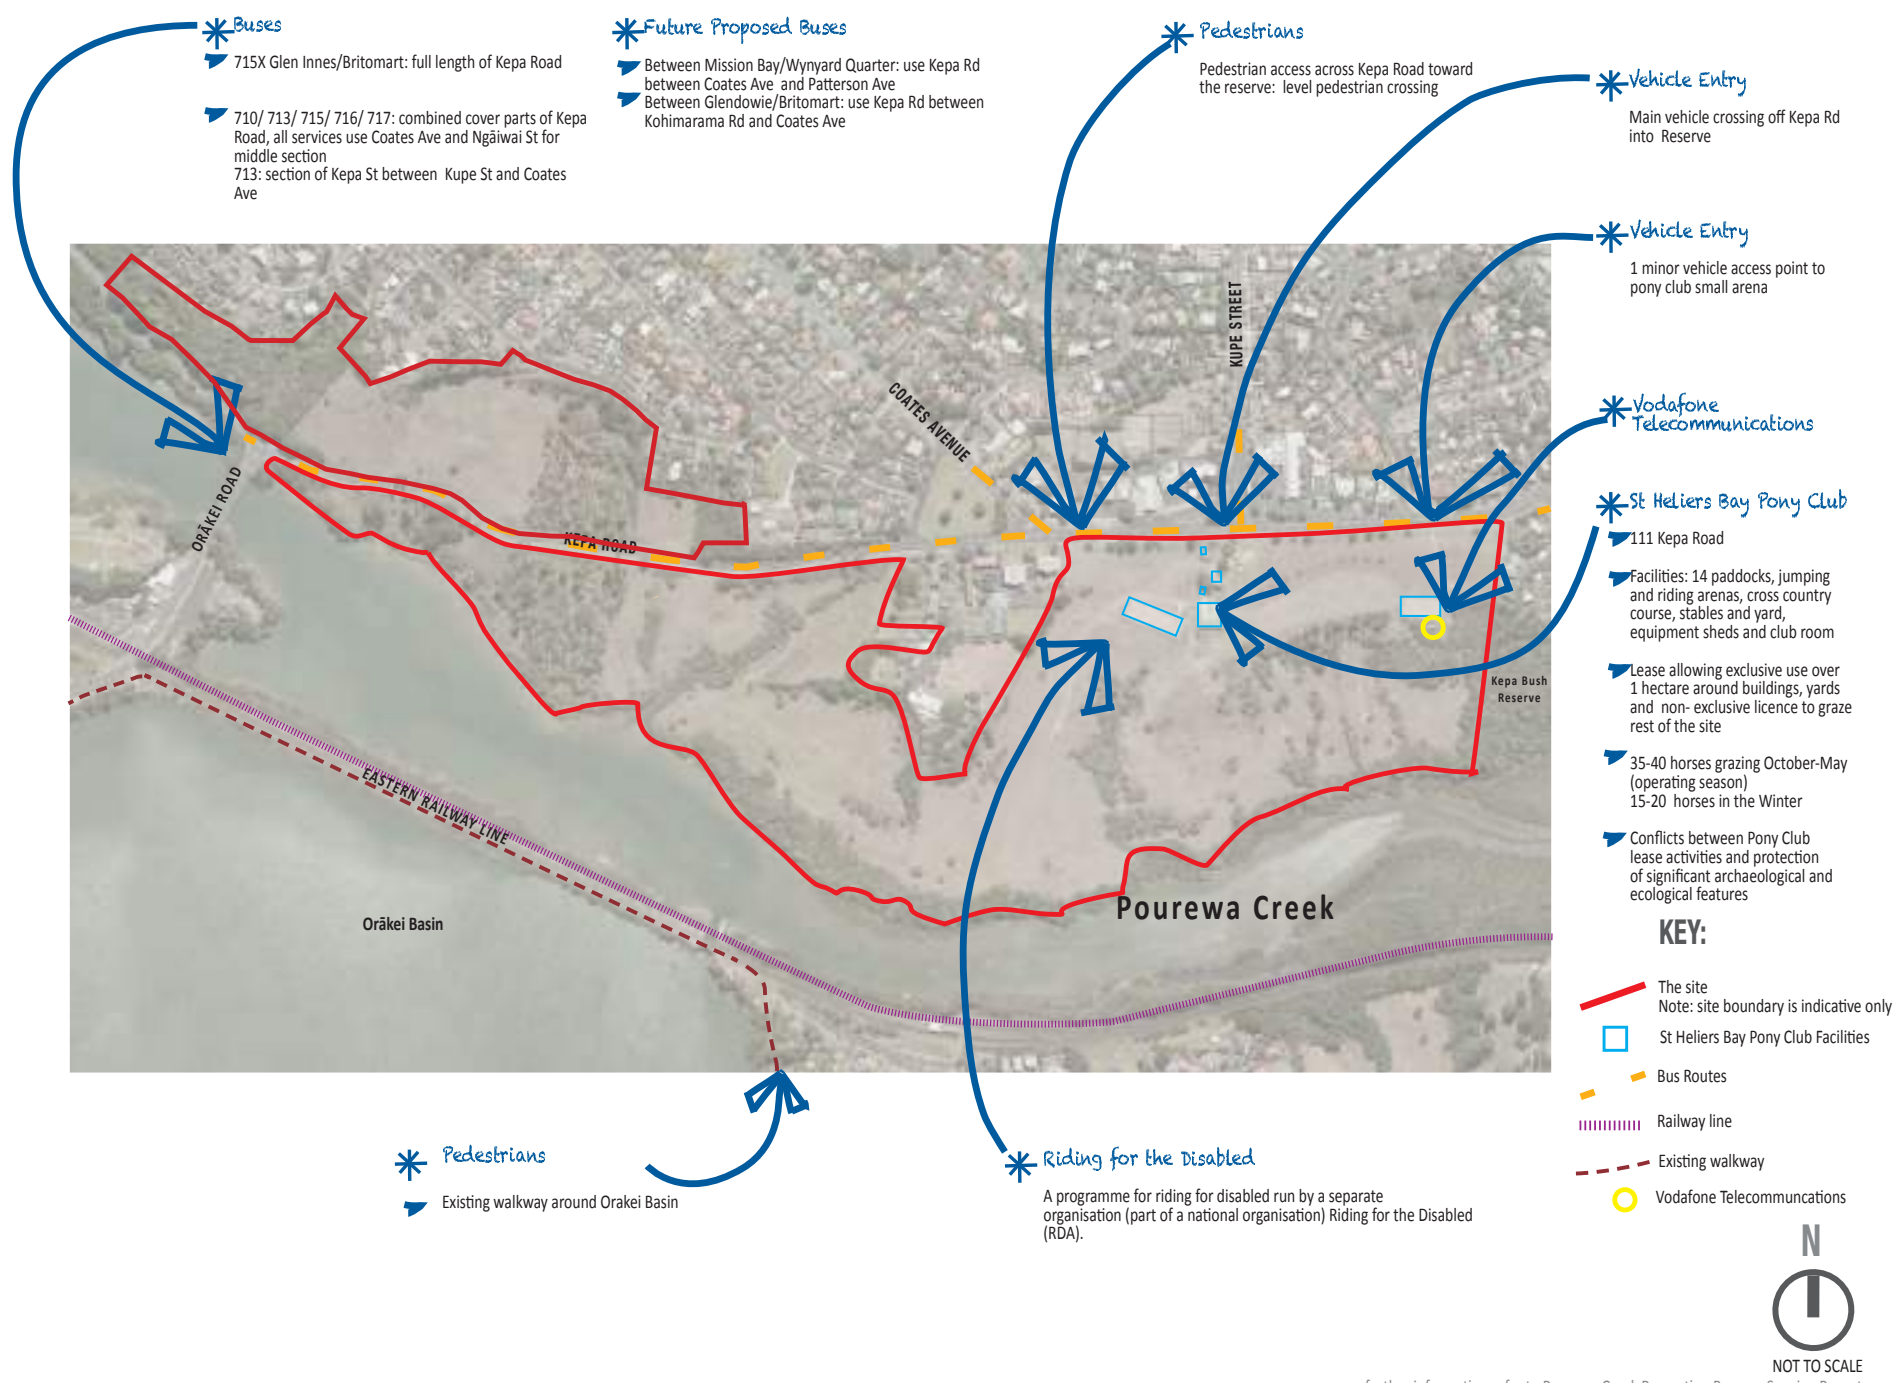 Buses
715X Glen Innes/Britomart: full length of Kepa Road
710/ 713/ 715/ 716/ 717: combined cover parts of Kepa
Road, all services use Coates Ave and Ngāiwai St for
middle section
713: section of Kepa St between Kupe St and Coates
Ave
Future Proposed Buses
Between Mission Bay/Wynyard Quarter: use Kepa Rd
between Coates Ave and Patterson Ave
Between Glendowie/Britomart: use Kepa Rd between
Kohimarama Rd and Coates Ave
Pedestrians
Pedestrian access across Kepa Road toward
the reserve: level pedestrian crossing
Vehicle Entry
Main vehicle crossing off Kepa Rd
into Reserve
Vehicle Entry
1 minor vehicle access point to
pony club small arena
Vodafone
Telecommunications
St Heliers Bay Pony Club
111 Kepa Road
Facilities: 14 paddocks, jumping
and riding arenas, cross country
course, stables and yard,
equipment sheds and club room
Lease allowing exclusive use over
1 hectare around buildings, yards
and non- exclusive licence to graze
rest of the site
35-40 horses grazing October-May
(operating season)
15-20 horses in the Winter
Conflicts between Pony Club
lease activities and protection
of significant archaeological and
ecological features
KUPE STREET
COATES AVENUE
ORĀKEI ROAD
KEPA ROAD
Kepa Bush
Reserve
EASTERN RAILWAY LINE
Orākei Basin
Pourewa Creek
KEY:
The site
Note: site boundary is indicative only
St Heliers Bay Pony Club Facilities
Bus Routes
Railway line
Existing walkway
Vodafone Telecommuncations
Pedestrians
Existing walkway around Orakei Basin
Riding for the Disabled
A programme for riding for disabled run by a separate
organisation (part of a national organisation) Riding for the Disabled
(RDA).
N
NOT TO SCALE